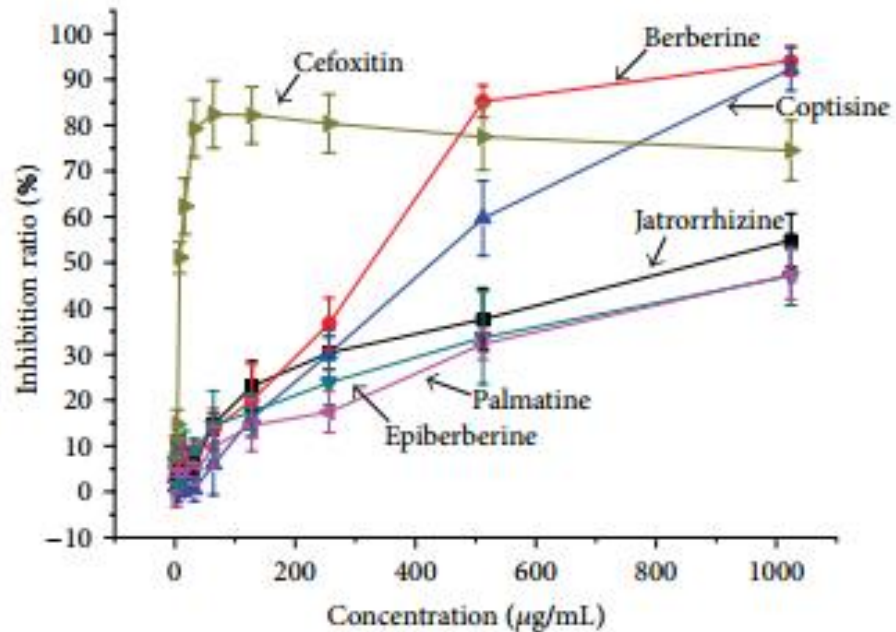 100
90
80
70
60
50
40
30
20
10
0
−10
Inhibition ratio (%)
Cefoxitin
Berberine
Coptisine
Jatrorrhizine
Palmatine
Epiberberine
0 200 400 600 800 1000
Concentration (μg/mL)